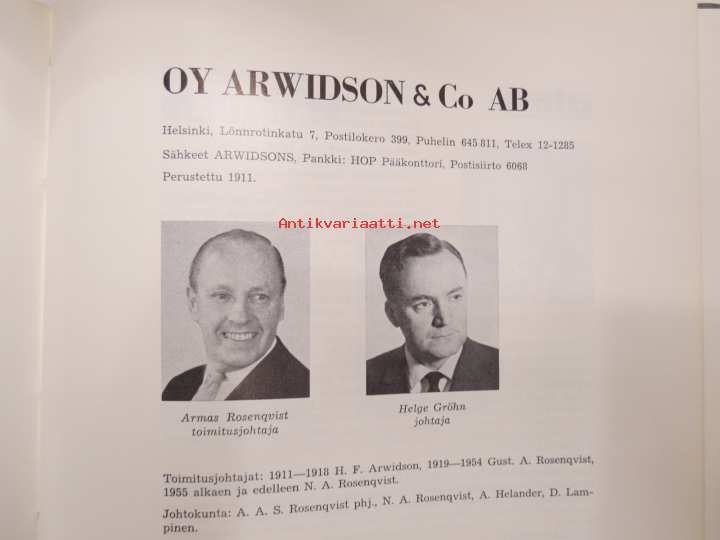 OY ARWIDSON & Co AB
Helsinki, Lönnrotinkatu 7, Postilokero 399, Puhelin 645 811, Telex 12-1285
Sähkeet ARWIDSONS, Pankki: HOP Pääkonttori, Postisiirto 6068
Perustettu 1911.
Antikvariaatti.net
Armas Rosenqvist
toimitusjohtaja
Helge Gröhn
johtaja
Toimitusjohtajat: 1911—1918 H. F. Arwidson, 1919—1954 Gust. A. Rosenqvist,
1955 alkaen ja edelleen N. A. Rosenqvist.
Johtokunta: A. A. S. Rosenqvist phj., N. A. Rosenqvist, A. Helander, D. Lam-
pinen.